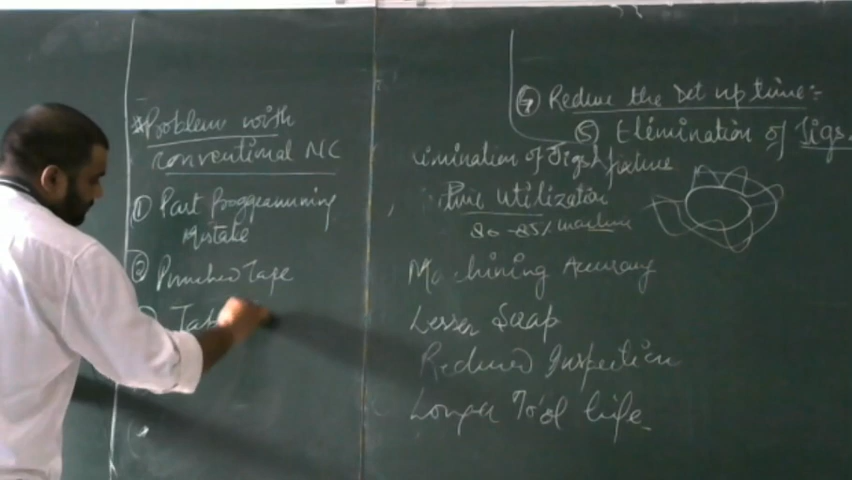 *Problem with
conventional NC
① Part Programming
Mistake
② Punched Tape
④ Reduce the Set up time:-
⑤ Elimination of Jigs
imination of Jigs & fixture
time utilization
80-85% machine
Machining Accuracy
Lesser Scrap
Reduced Inspection
Longer Tool life